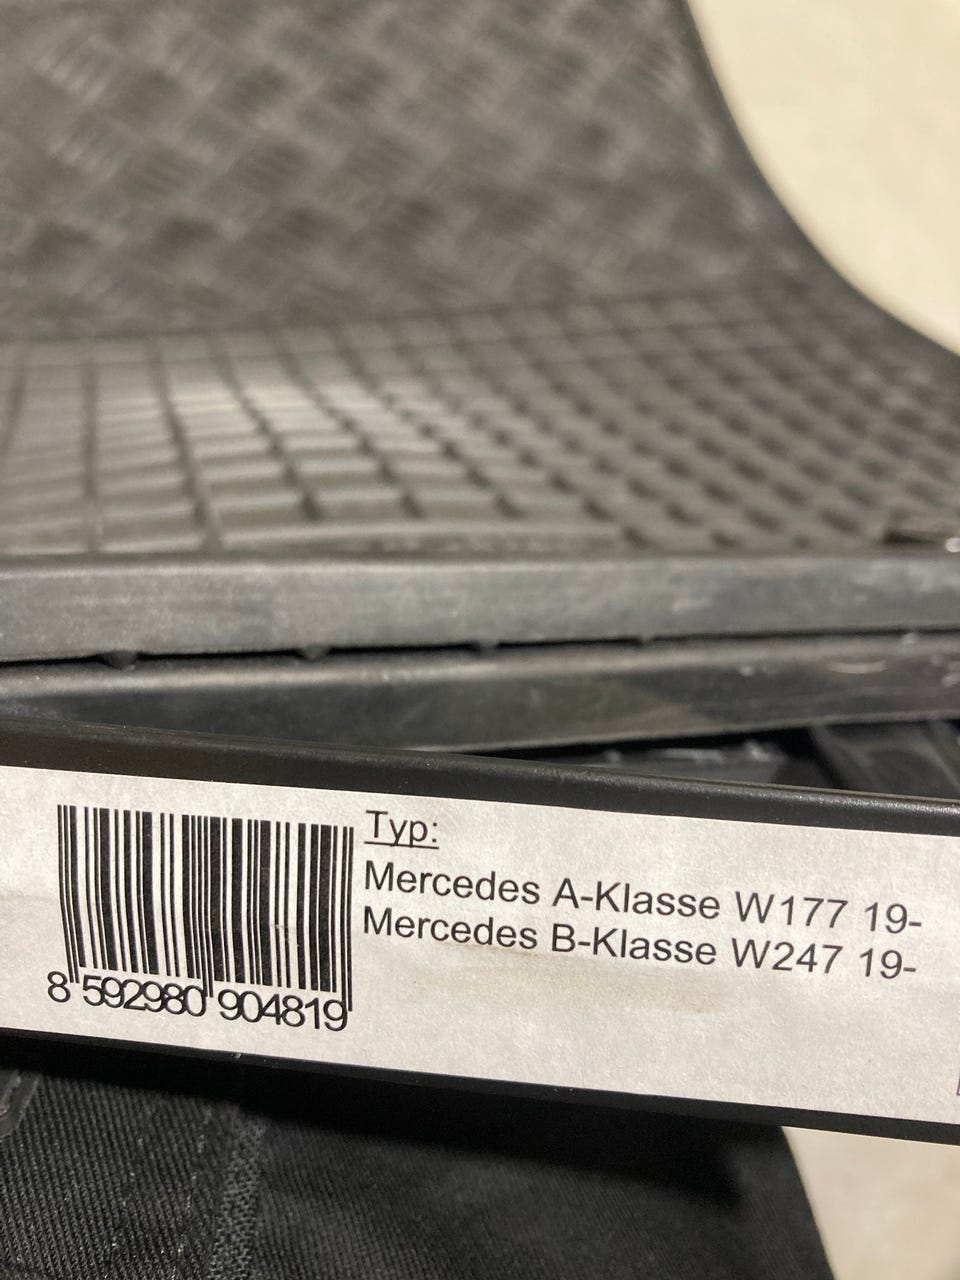 Typ:
Mercedes A-Klasse W177 19-
Mercedes B-Klasse W247 19-
8 592980 904819